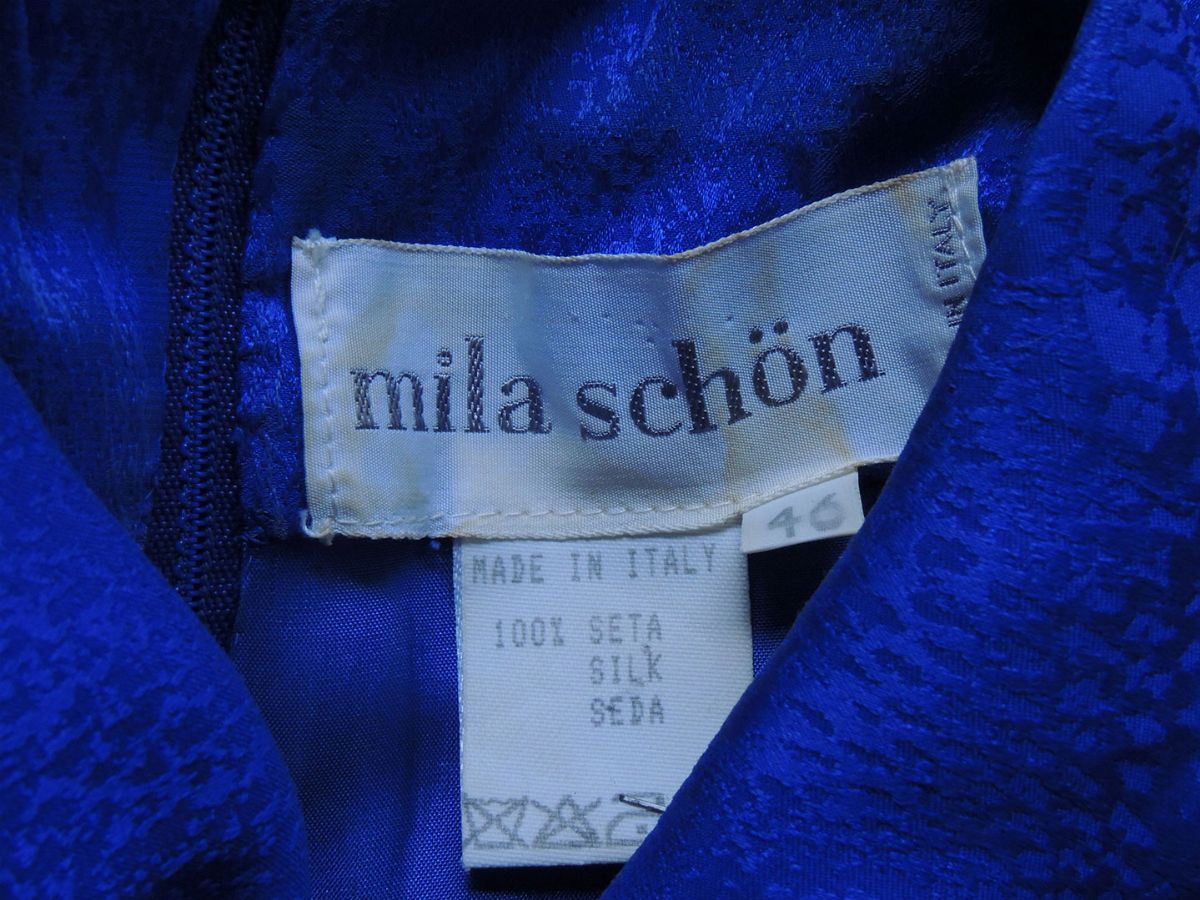 mila schön
IN ITALY
46
MADE IN ITALY
100% SETA
SILK
SEDA